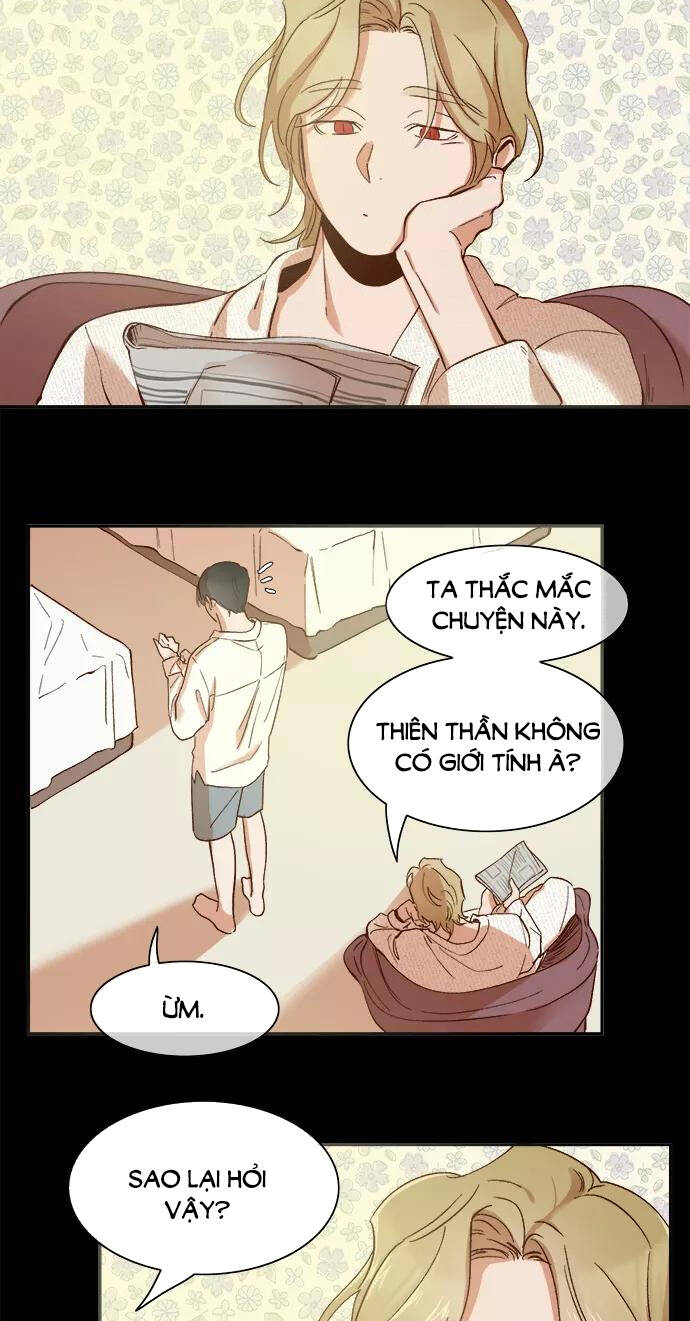 TA THẮC MẮC
CHUYỆN NÀY.
THIÊN THẦN KHÔNG
CÓ GIỚI TÍNH À?
ỪM.
SAO LẠI HỎI
VẬY?